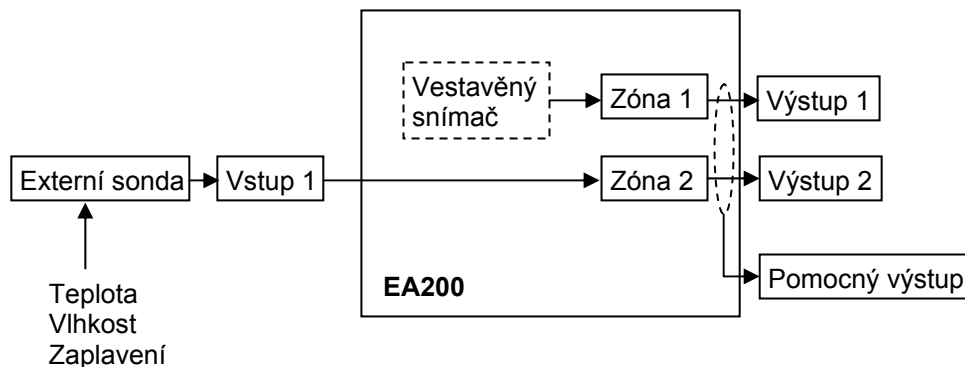 Vestavěný
snímač
Zóna 1
Výstup 1
Externí sonda
Vstup 1
Zóna 2
Výstup 2
EA200
Pomocný výstup
Teplota
Vlhkost
Zaplavení